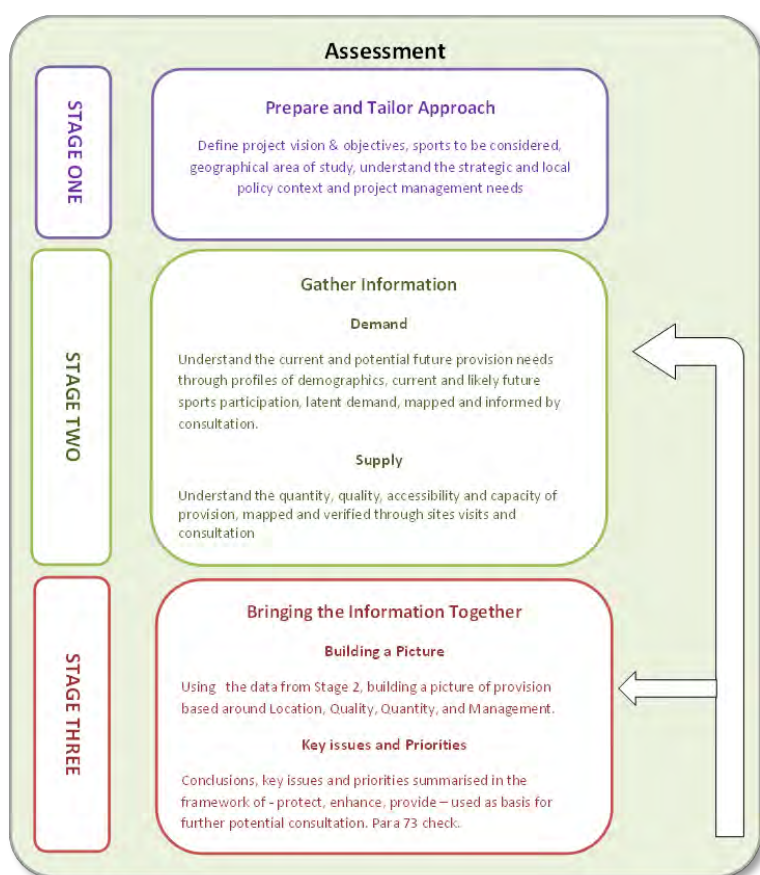 Assessment
STAGE ONE
Prepare and Tailor Approach
Define project vision & objectives, sports to be considered,
geographical area of study, understand the strategic and local
policy context and project management needs
STAGE TWO
Gather Information
Demand
Understand the current and potential future provision needs
through profiles of demographics, current and likely future
sports participation, latent demand, mapped and informed by
consultation.
Supply
Understand the quantity, quality, accessibility and capacity of
provision, mapped and verified through sites visits and
consultation
STAGE THREE
Bringing the Information Together
Building a Picture
Using the data from Stage 2, building a picture of provision
based around Location, Quality, Quantity, and Management.
Key issues and Priorities
Conclusions, key issues and priorities summarised in the
framework of - protect, enhance, provide – used as basis for
further potential consultation. Para 73 check.